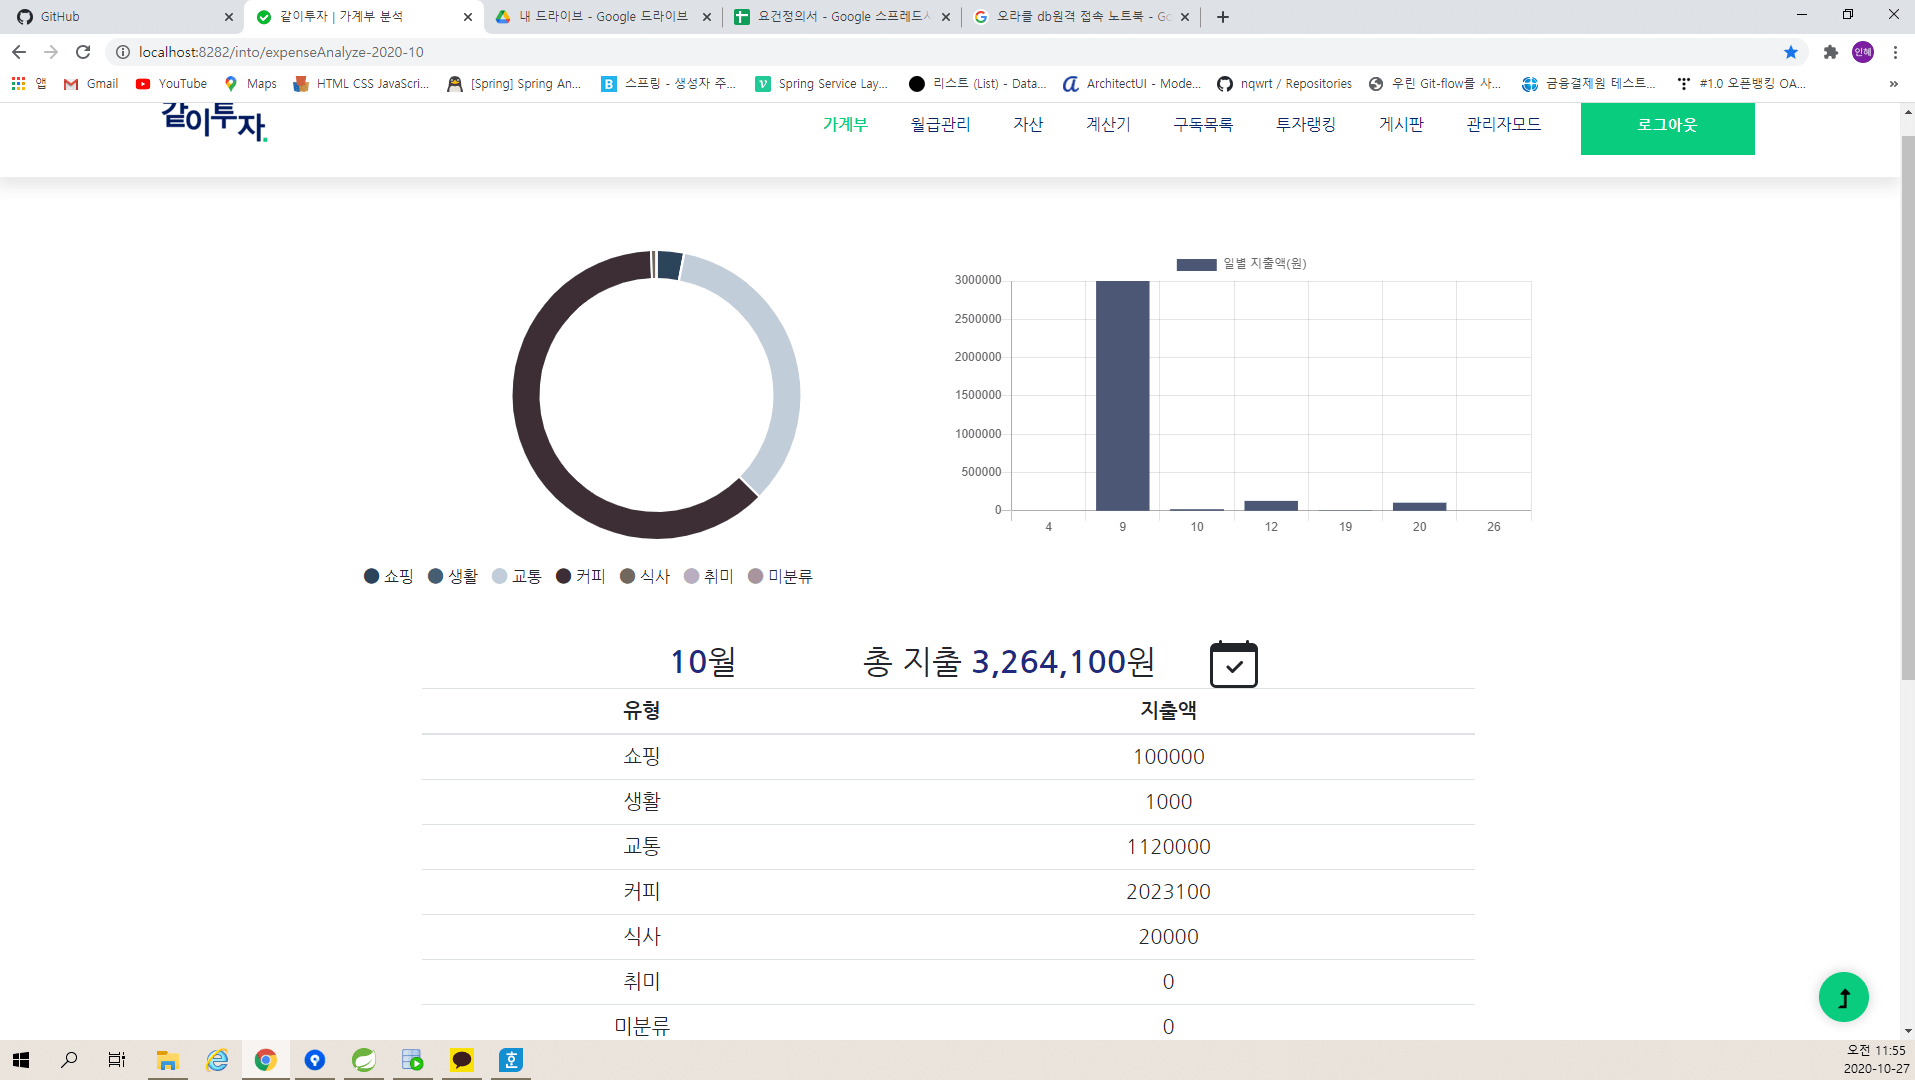 GitHub
같이투자 | 가계부 분석
내 드라이브 - Google 드라이브
요건정의서 - Google 스프레드시
오라클 db원격 접속 노트북 - Go
localhost:8282/into/expenseAnalyze-2020-10
인혜
앱
Gmail
YouTube
Maps
HTML CSS JavaScri...
[Spring] Spring An...
스프링 - 생성자 주...
Spring Service Lay...
리스트 (List) - Data...
ArchitectUI - Mode...
nqwrt / Repositories
우린 Git-flow를 사...
금융결제원 테스트...
#1.0 오픈뱅킹 OA...
»
같이투자.
가계부
월급관리
자산
계산기
구독목록
투자랭킹
게시판
관리자모드
로그아웃
일별 지출액(원)
3000000
2500000
2000000
1500000
1000000
500000
0
4 9 10 12 19 20 26
쇼핑 생활 교통 커피 식사 취미 미분류
10월 총 지출 3,264,100원
유형 지출액
쇼핑 100000
생활 1000
교통 1120000
커피 2023100
식사 20000
취미 0
미분류 0
호
오전 11:55
2020-10-27